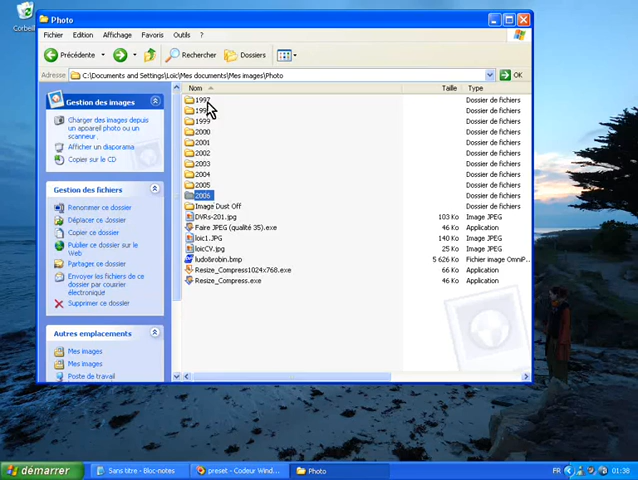 Corbeill
Photo
Fichier Edition Affichage Favoris Outils ?
Précédente Rechercher Dossiers
Adresse C:\Documents and Settings\Loic\Mes documents\Mes images\Photo OK
Nom Taille Type
Gestion des images
Charger des images depuis
un appareil photo ou un
scanneur
Afficher un diaporama
Copier sur le CD
Gestion des fichiers
Renommer ce dossier
Déplacer ce dossier
Copier ce dossier
Publier ce dossier sur le
Web
Partager ce dossier
Envoyer les fichiers de ce
dossier par courrier
électronique
Supprimer ce dossier
Autres emplacements
Mes images
Mes images
Poste de travail
1997 Dossier de fichiers
Dossier de fichiers
1999 Dossier de fichiers
2000 Dossier de fichiers
2001 Dossier de fichiers
2002 Dossier de fichiers
2003 Dossier de fichiers
2004 Dossier de fichiers
2005 Dossier de fichiers
2006 Dossier de fichiers
Image Dust Off Dossier de fichiers
DVRs-201.jpg 103 Ko Image JPEG
Faire JPEG (qualité 35).exe 46 Ko Application
loic1.JPG 140 Ko Image JPEG
loicCV.jpg 25 Ko Image JPEG
ludo&robin.bmp 5 626 Ko Fichier image OmniP...
Resize_Compress1024x768.exe 46 Ko Application
Resize_Compress.exe 46 Ko Application
démarrer Sans titre - Bloc-notes preset - Codeur Wind... Photo FR 01:38